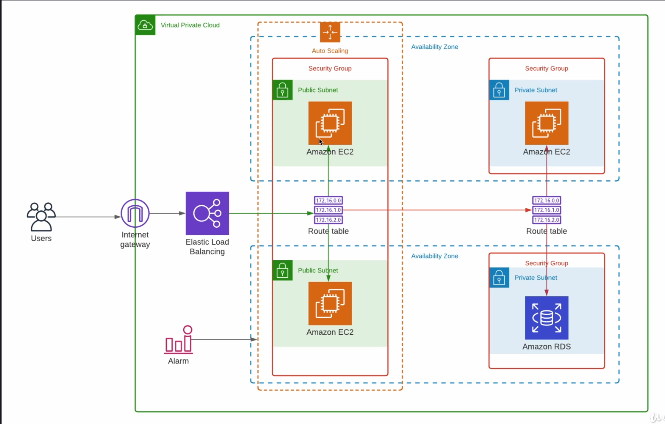 Virtual Private Cloud
Auto Scaling
Availability Zone
Security Group
Security Group
Public Subnet
Private Subnet
Amazon EC2
Amazon EC2
172.16.0.0
172.16.1.0
172.16.2.0
172.16.0.0
172.16.1.0
172.16.2.0
Users
Internet
gateway
Elastic Load
Balancing
Route table
Route table
Availability Zone
Public Subnet
Security Group
Private Subnet
Amazon EC2
Amazon RDS
Alarm